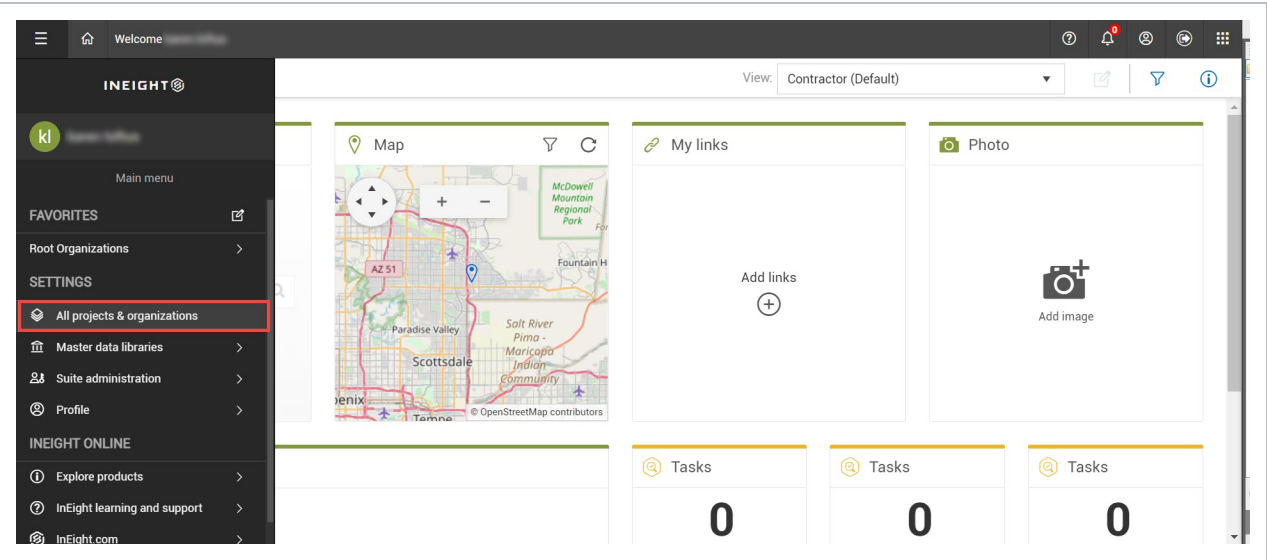 Welcome
0
INEIGHT
View: Contractor (Default)
kl
Main menu
FAVORITES
Root Organizations
SETTINGS
All projects & organizations
Master data libraries
Suite administration
Profile
INEIGHT ONLINE
Explore products
InEight learning and support
InEight.com
Map
McDowell
Mountain
Regional
Park
For
Fountain H
AZ 51
Paradise Valley
Salt River
Pima -
Maricopa
Indian
Community
Scottsdale
oenix
Tempe
© OpenStreetMap contributors
My links
Add links
Photo
Add image
Tasks
0
Tasks
0
Tasks
0